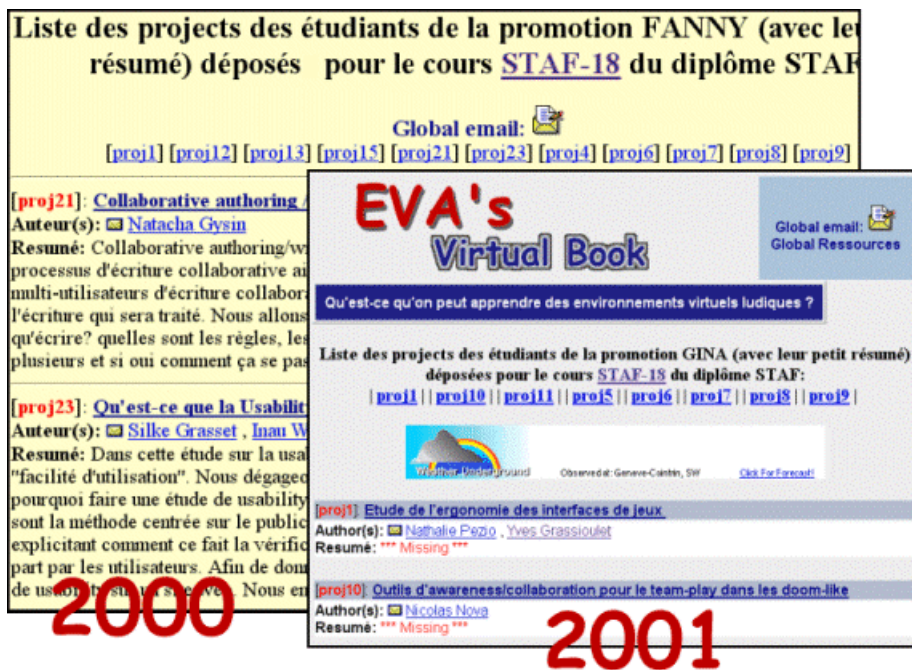 Liste des projects des étudiants de la promotion FANNY (avec
résumé) déposés pour le cours STAF-18 du diplôme STAF
Global email:
[proj1] [proj12] [proj13] [proj15] [proj21] [proj23] [proj4] [proj6] [proj7] [proj8] [proj9]
[proj21]: Collaborative authoring
Auteur(s): Natacha Gysin
Resumé: Collaborative authoring/w
processus d'écriture collaborative ai
multi-utilisateurs d'écriture collabor
l'écriture qui sera traité. Nous allons
qu'écrire? quelles sont les règles, les
plusieurs et si oui comment ça se pas
[proj23]: Qu'est-ce que la Usabilit
Auteur(s): Silke Grasset , Inau W
Resumé: Dans cette étude sur la usa
"facilité d'utilisation". Nous dégageo
pourquoi faire une étude de usability
sont la méthode centrée sur le public
explicitant comment ce fait la vérific
part par les utilisateurs. Afin de don
de usability sur un site web. Nous en
2000
EVA's
Virtual Book
Global email:
Global Ressources
Qu'est-ce qu'on peut apprendre des environnements virtuels ludiques ?
Liste des projects des étudiants de la promotion GINA (avec leur petit résumé)
déposées pour le cours STAF-18 du diplôme STAF:
| proj1 | | proj10 | | proj11 | | proj5 | | proj6 | | proj7 | | proj8 | | proj9 |
Weather Underground
Observed at: Geneve-Cointrin, SW
Click For Forecast!
[proj1]: Etude de l'ergonomie des interfaces de jeux
Author(s): Nathalie Pezio , Yves Grassioulet
Resumé: *** Missing ***
[proj10]: Outils d'awareness/collaboration pour le team-play dans les doom-like
Author(s): Nicolas Nova
Resumé: *** Missing ***
2001